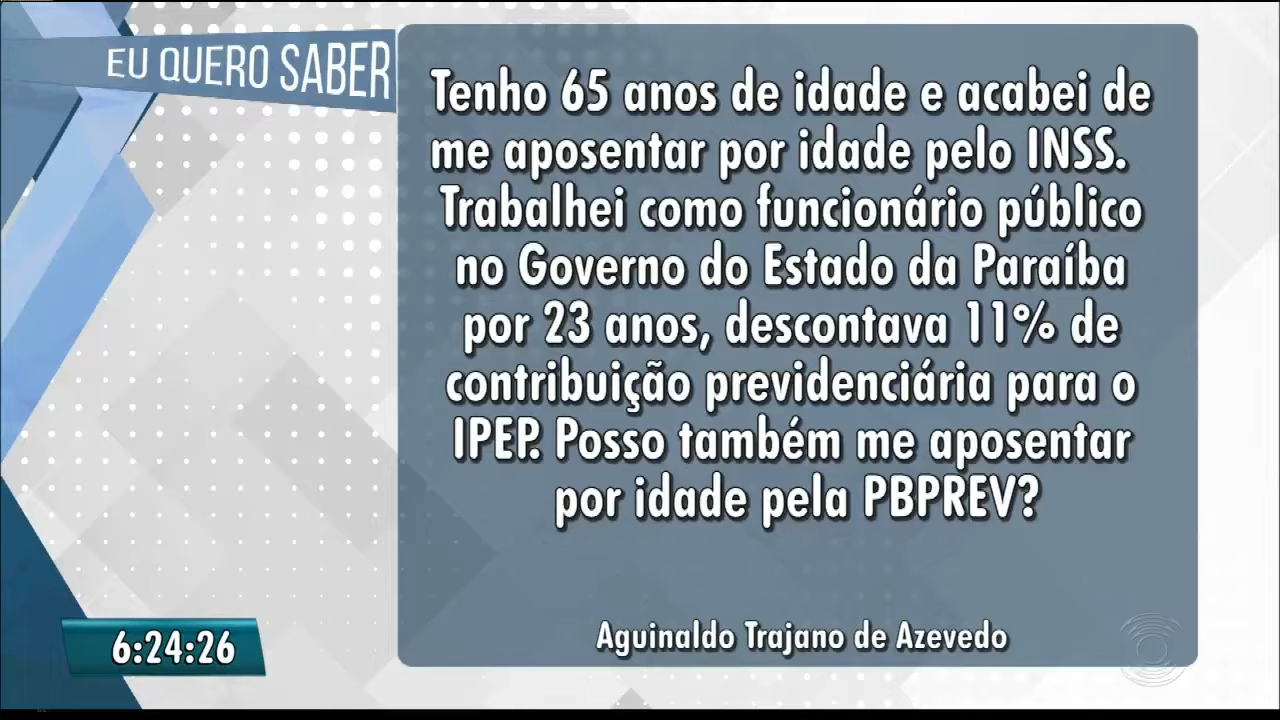 EU QUERO SABER
Tenho 65 anos de idade e acabei de
me aposentar por idade pelo INSS.
Trabalhei como funcionário público
no Governo do Estado da Paraíba
por 23 anos, descontava 11% de
contribuição previdenciária para o
IPEP. Posso também me aposentar
por idade pela PBPREV?
Aguinaldo Trajano de Azevedo
6:24:26